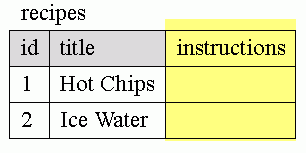 recipes
id title instructions
1 Hot Chips
2 Ice Water